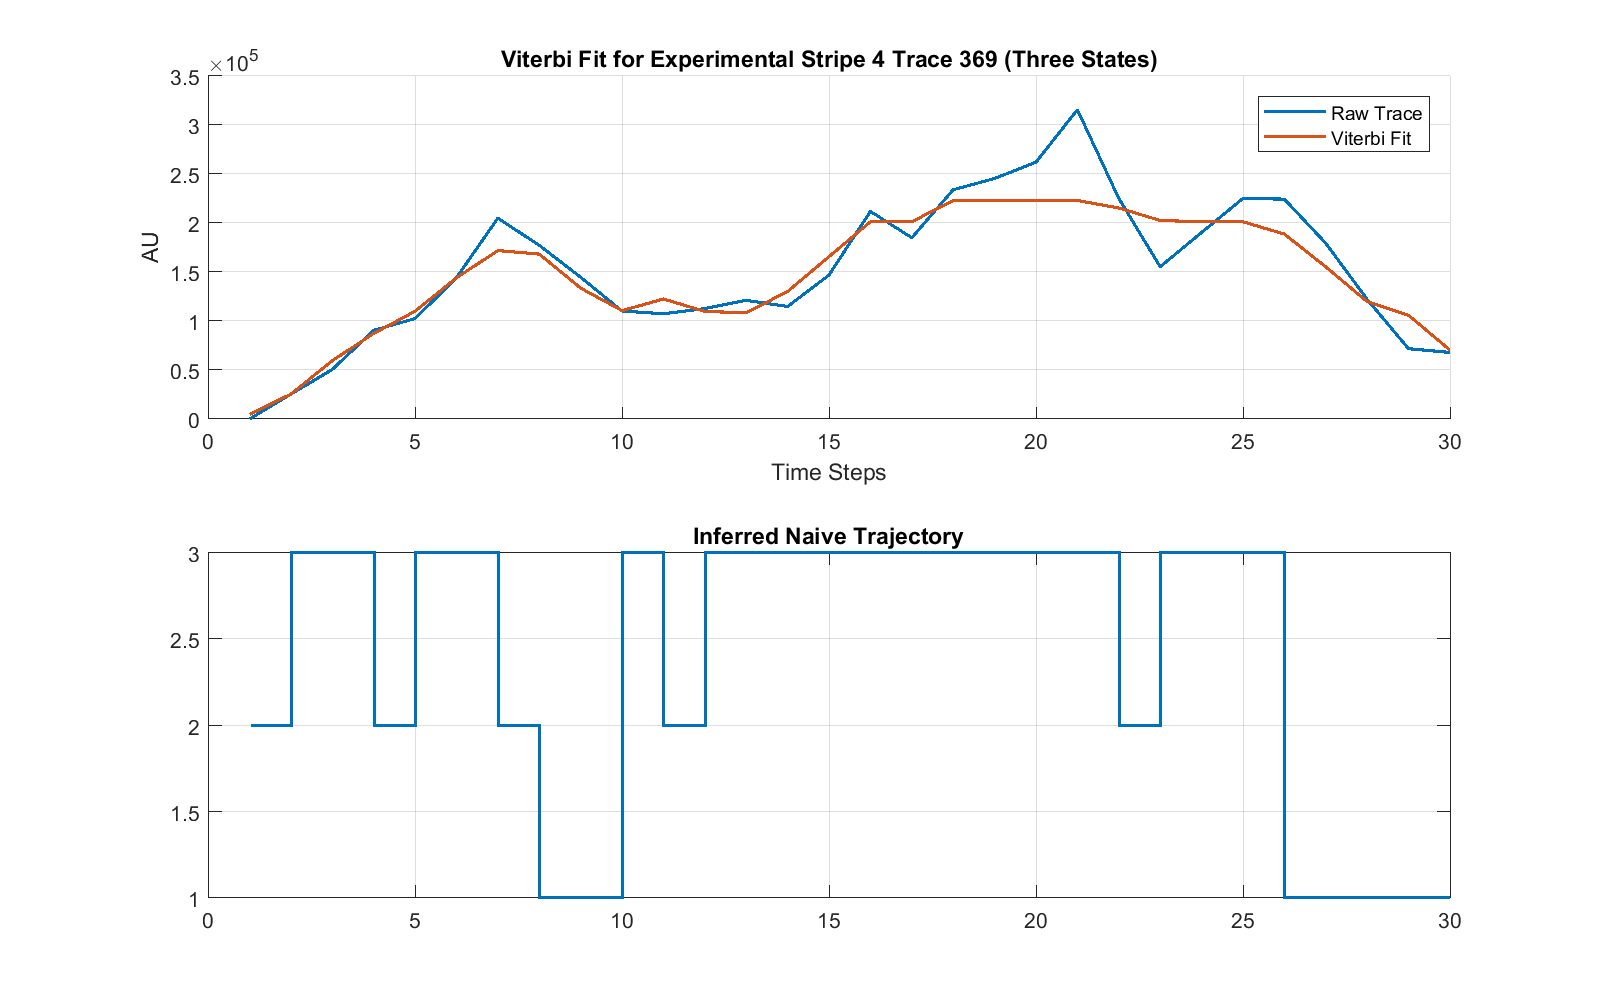 Viterbi Fit for Experimental Stripe 4 Trace 369 (Three States)
×10^5
3.5
3
2.5
2
1.5
1
0.5
0
AU
Raw Trace
Viterbi Fit
0 5 10 15 20 25 30
Time Steps
Inferred Naive Trajectory
3
2.5
2
1.5
1
0 5 10 15 20 25 30